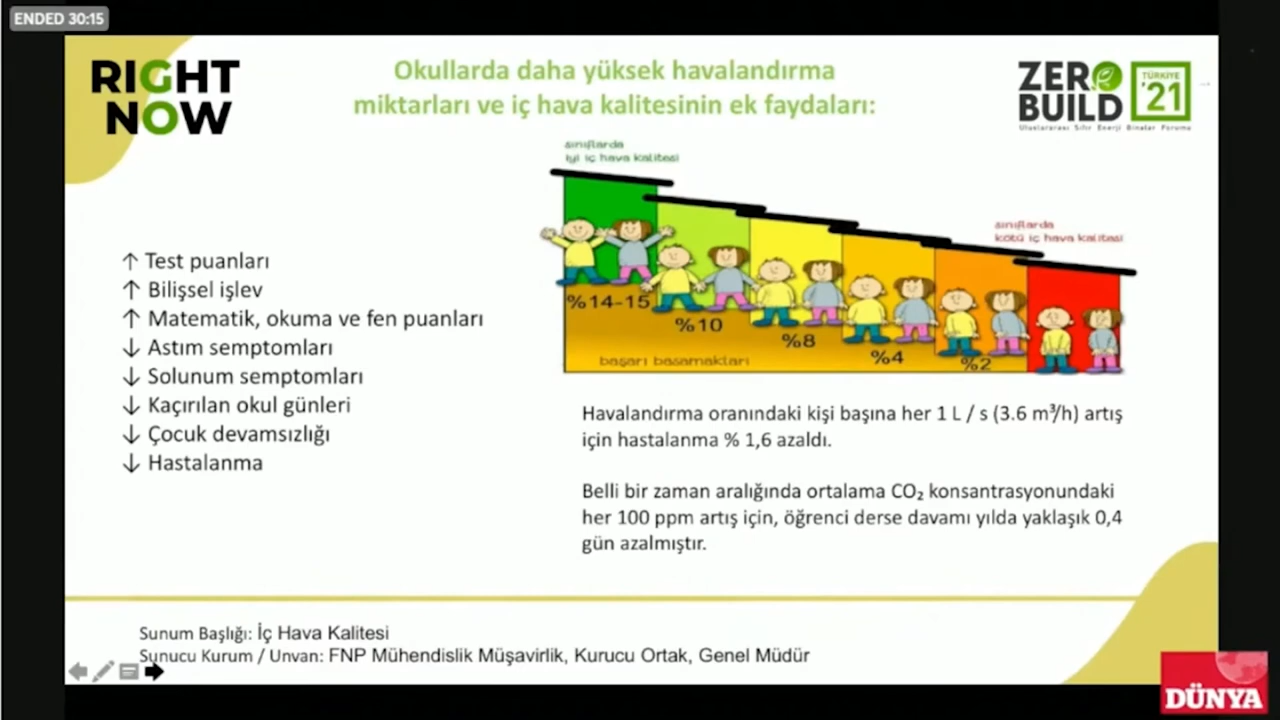 ENDED 30:15
RIGHT
NOW
Okullarda daha yüksek havalandırma
miktarları ve iç hava kalitesinin ek faydaları:
ZERO
BUILD
TÜRKİYE
'21
Uluslararası Sıfır Enerji Binalar Forumu
sınıflarda
iyi iç hava kalitesi
sınıflarda
kötü iç hava kalitesi
%14-15
%10
%8
%4
%2
başarı basamakları
↑ Test puanları
↑ Bilişsel işlev
↑ Matematik, okuma ve fen puanları
↓ Astım semptomları
↓ Solunum semptomları
↓ Kaçırılan okul günleri
↓ Çocuk devamsızlığı
↓ Hastalanma
Havalandırma oranındaki kişi başına her 1 L / s (3.6 m³/h) artış
için hastalanma % 1,6 azaldı.
Belli bir zaman aralığında ortalama CO₂ konsantrasyonundaki
her 100 ppm artış için, öğrenci derse davamı yılda yaklaşık 0,4
gün azalmıştır.
Sunum Başlığı: İç Hava Kalitesi
Sunucu Kurum / Unvan: FNP Mühendislik Müşavirlik, Kurucu Ortak, Genel Müdür
DÜNYA